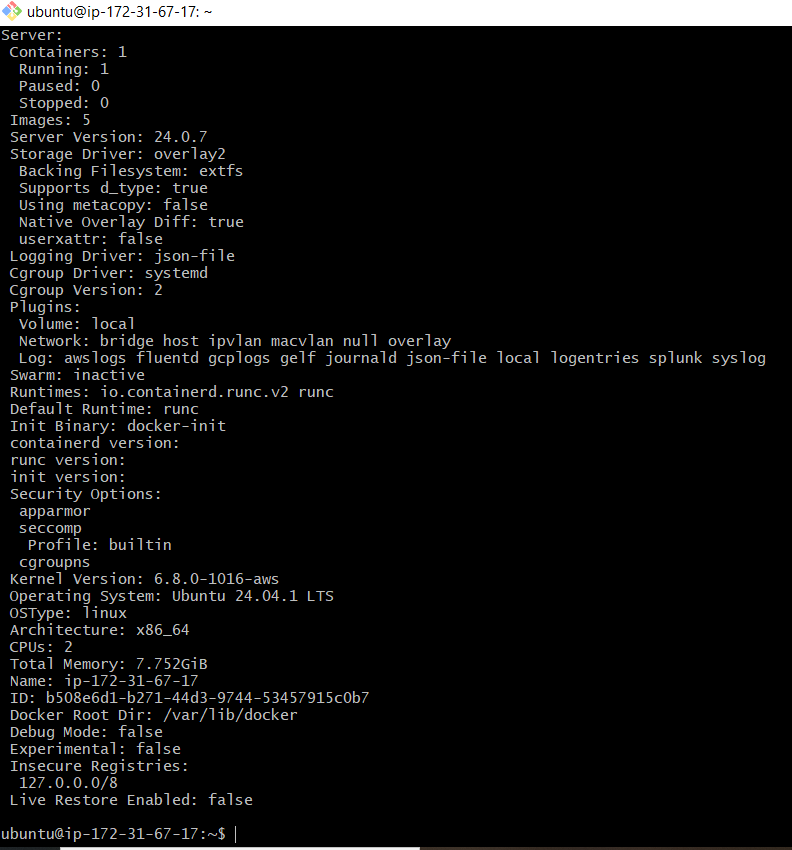 ubuntu@ip-172-31-67-17: ~
Server:
 Containers: 1
  Running: 1
  Paused: 0
  Stopped: 0
 Images: 5
 Server Version: 24.0.7
 Storage Driver: overlay2
  Backing Filesystem: extfs
  Supports d_type: true
  Using metacopy: false
  Native Overlay Diff: true
  userxattr: false
 Logging Driver: json-file
 Cgroup Driver: systemd
 Cgroup Version: 2
 Plugins:
  Volume: local
  Network: bridge host ipvlan macvlan null overlay
  Log: awslogs fluentd gcplogs gelf journald json-file local logentries splunk syslog
 Swarm: inactive
 Runtimes: io.containerd.runc.v2 runc
 Default Runtime: runc
 Init Binary: docker-init
 containerd version:
 runc version:
 init version:
 Security Options:
  apparmor
  seccomp
   Profile: builtin
  cgroupns
 Kernel Version: 6.8.0-1016-aws
 Operating System: Ubuntu 24.04.1 LTS
 OSType: linux
 Architecture: x86_64
 CPUs: 2
 Total Memory: 7.752GiB
 Name: ip-172-31-67-17
 ID: b508e6d1-b271-44d3-9744-53457915c0b7
 Docker Root Dir: /var/lib/docker
 Debug Mode: false
 Experimental: false
 Insecure Registries:
  127.0.0.0/8
 Live Restore Enabled: false
ubuntu@ip-172-31-67-17:~$